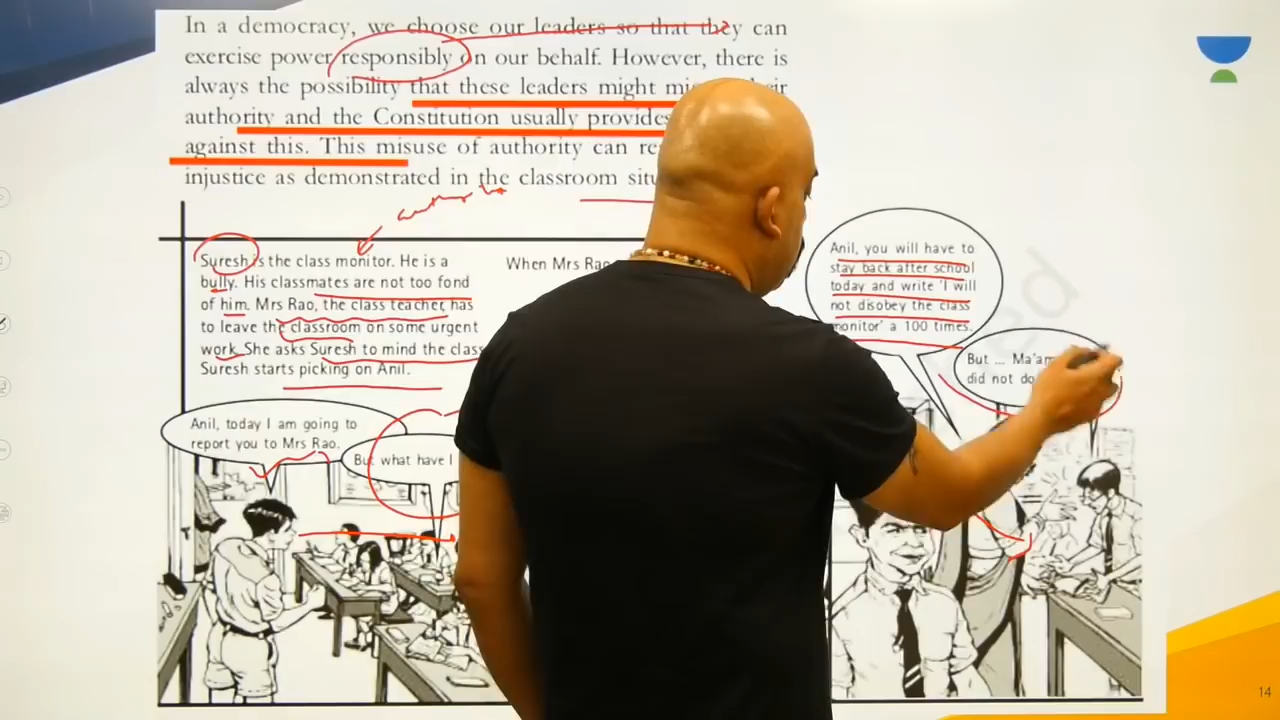 In a democracy, we choose our leaders so that they can
exercise power responsibly on our behalf. However, there is
always the possibility that these leaders might
authority and the Constitution usually provides
against this. This misuse of authority can
injustice as demonstrated in the classroom
Suresh is the class monitor. He is a
bully. His classmates are not too fond
of him. Mrs Rao, the class teacher, has
to leave the classroom on some urgent
work. She asks Suresh to mind the class.
Suresh starts picking on Anil.
When Mrs Rao
Anil, today I am going to
report you to Mrs Rao.
But what have I
Anil, you will have to
stay back after school
today and write 'I will
not disobey the class
monitor' a 100 times.
But ... Ma'am
did not do
14